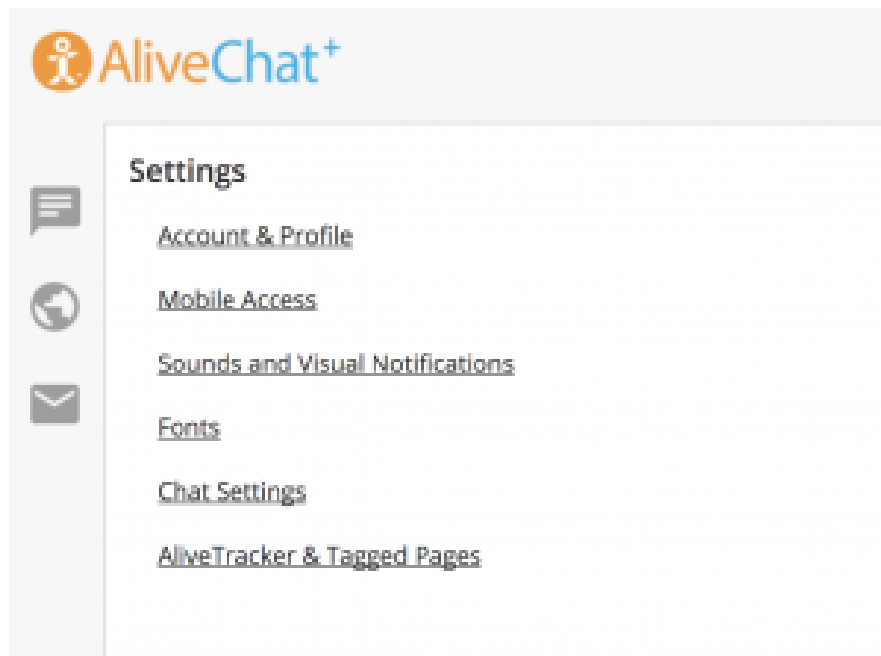 AliveChat+
Settings
Account & Profile
Mobile Access
Sounds and Visual Notifications
Fonts
Chat Settings
AliveTracker & Tagged Pages